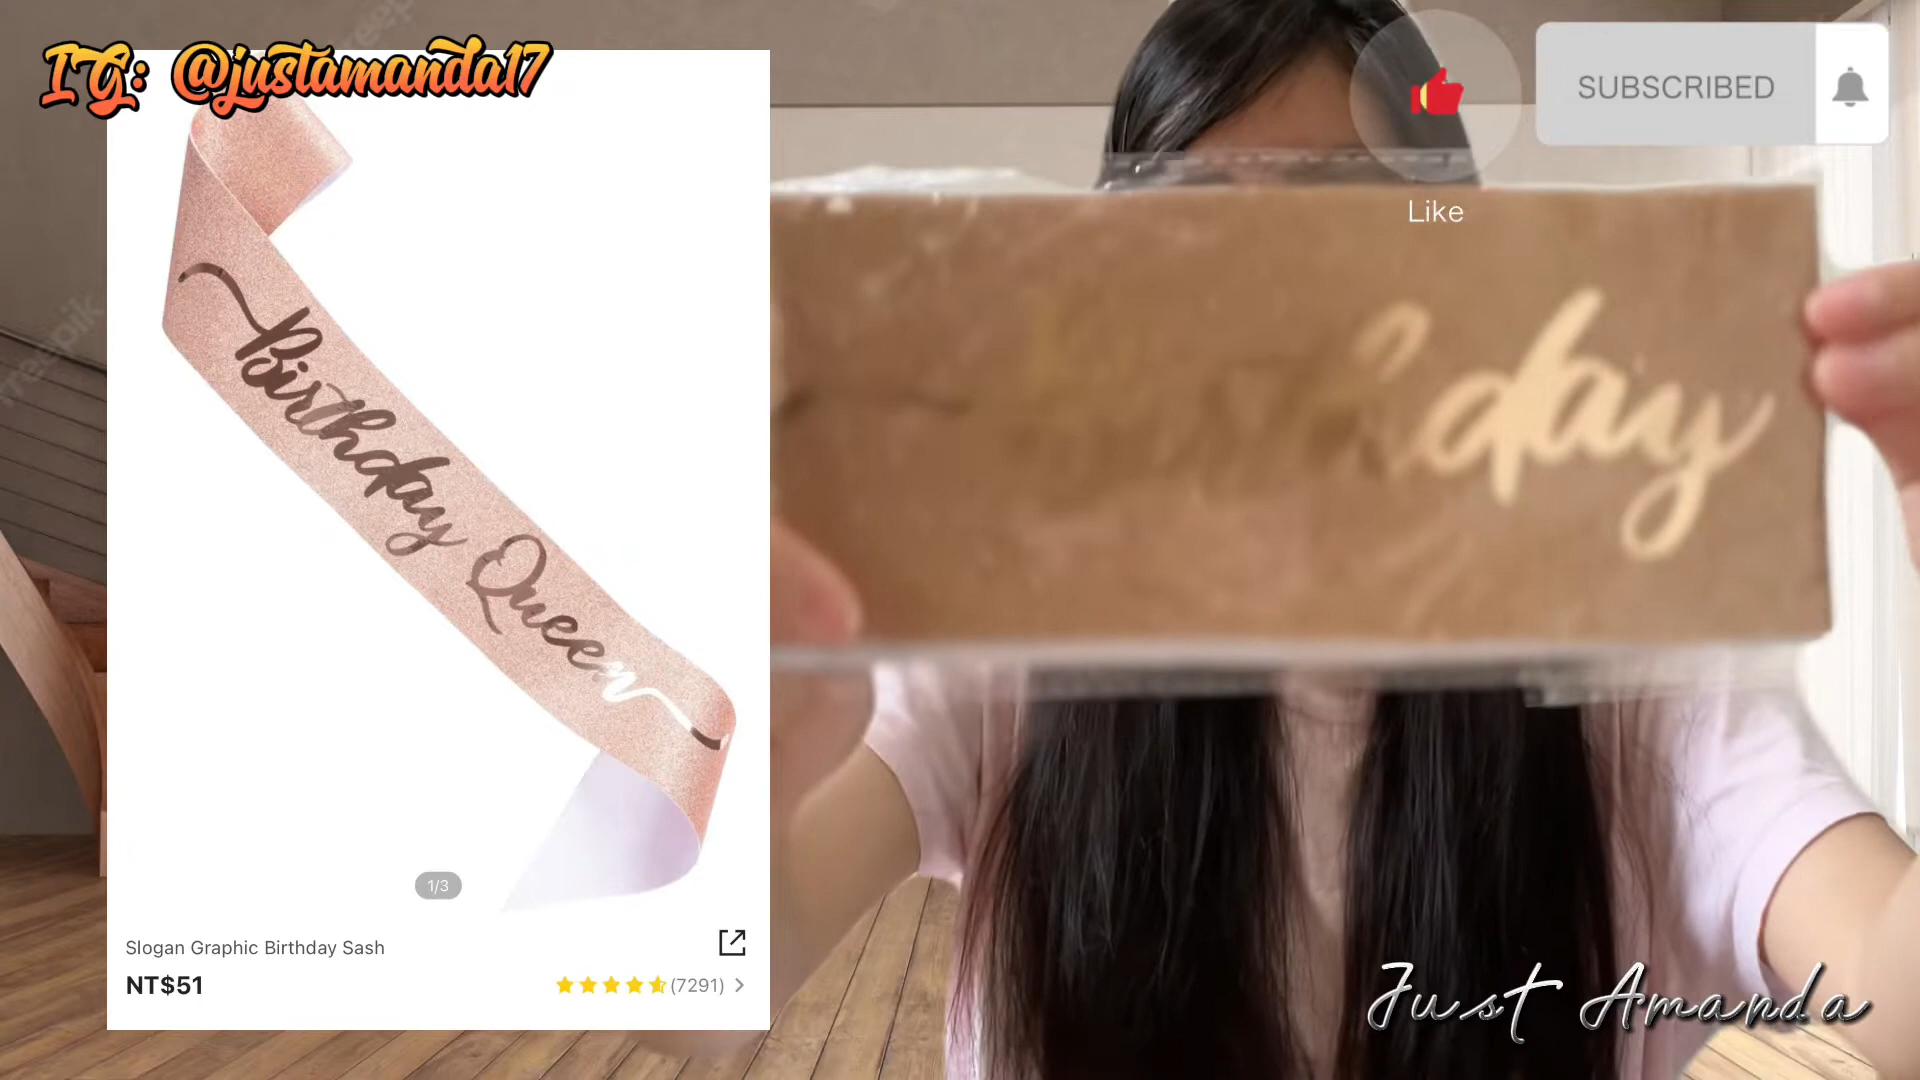 IG: @justamanda17
SUBSCRIBED
Like
Birthday Queen
day
1/3
Slogan Graphic Birthday Sash
NT$51
(7291)
Just Amanda